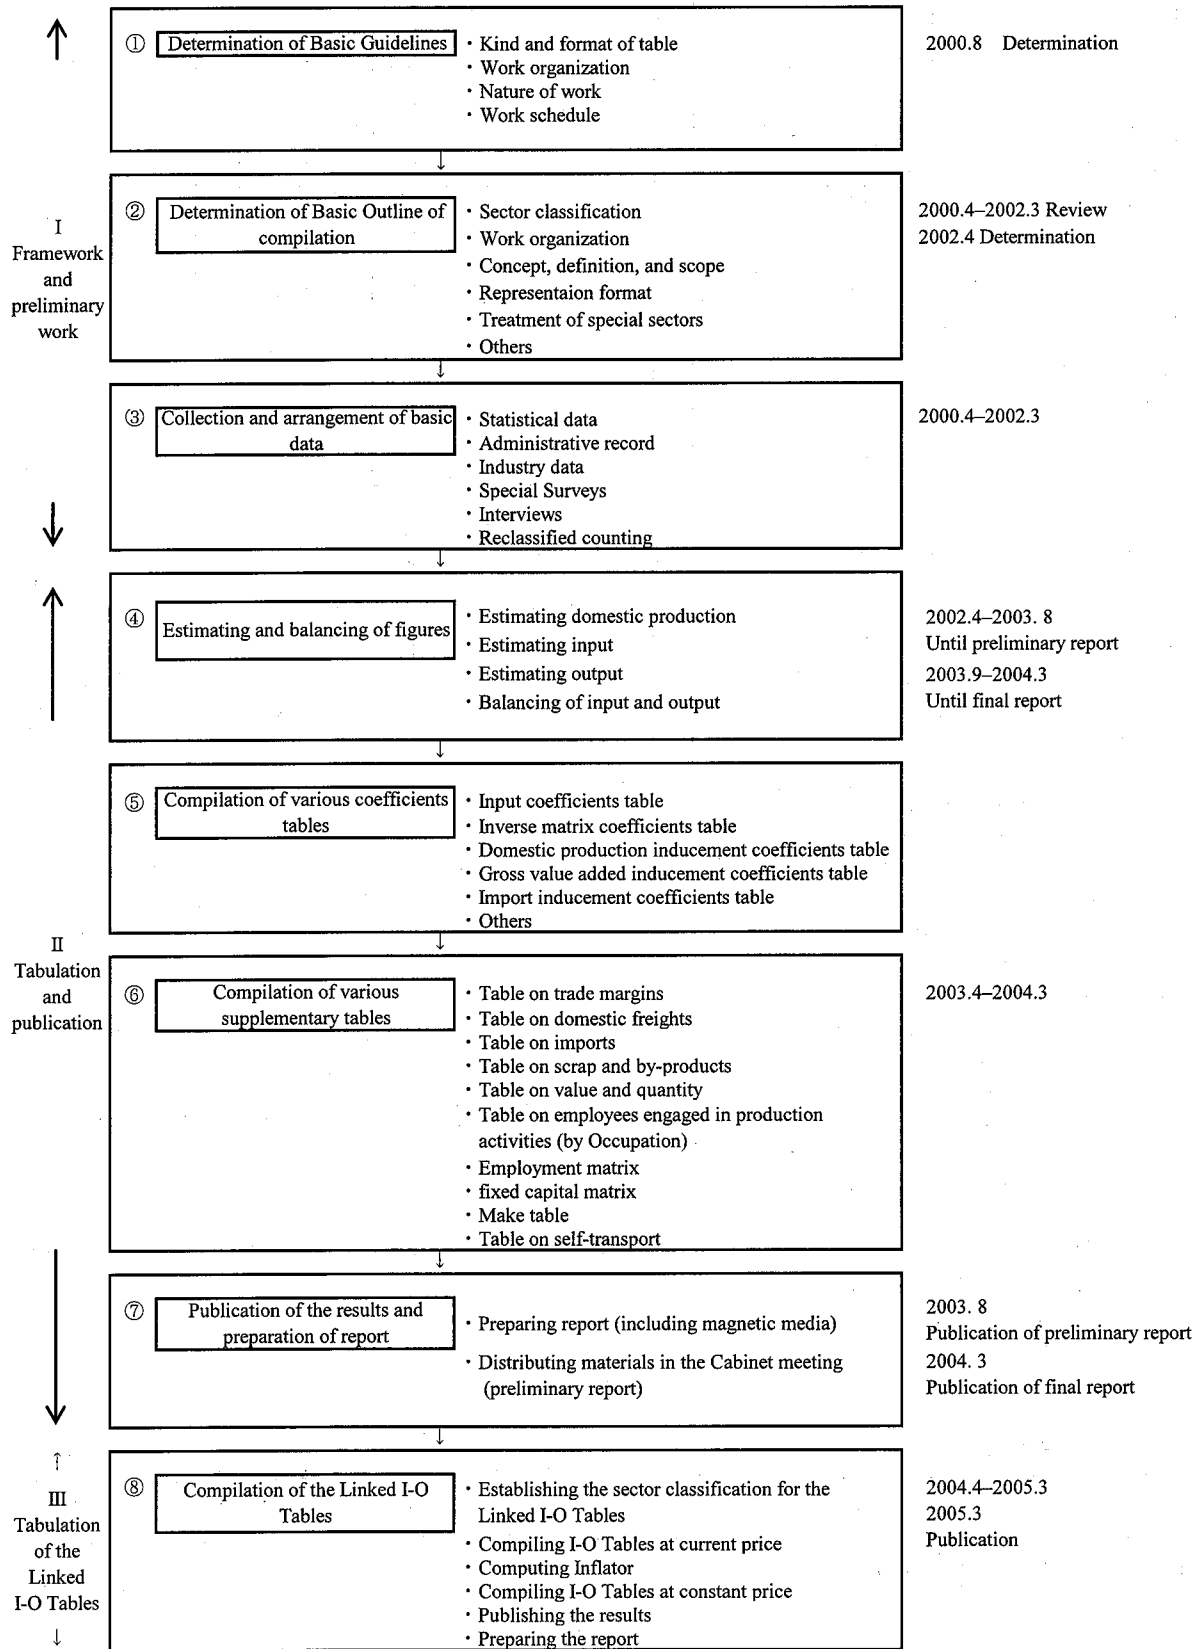 ① Determination of Basic Guidelines
・Kind and format of table
・Work organization
・Nature of work
・Work schedule
2000.8 Determination
↓
I
Framework
and
preliminary
work
② Determination of Basic Outline of
compilation
・Sector classification
・Work organization
・Concept, definition, and scope
・Representaion format
・Treatment of special sectors
・Others
2000.4–2002.3 Review
2002.4 Determination
↓
③ Collection and arrangement of basic
data
・Statistical data
・Administrative record
・Industry data
・Special Surveys
・Interviews
・Reclassified counting
2000.4–2002.3
↓
④ Estimating and balancing of figures
・Estimating domestic production
・Estimating input
・Estimating output
・Balancing of input and output
2002.4–2003. 8
Until preliminary report
2003.9–2004.3
Until final report
↓
⑤ Compilation of various coefficients
tables
・Input coefficients table
・Inverse matrix coefficients table
・Domestic production inducement coefficients table
・Gross value added inducement coefficients table
・Import inducement coefficients table
・Others
↓
II
Tabulation
and
publication
⑥ Compilation of various
supplementary tables
・Table on trade margins
・Table on domestic freights
・Table on imports
・Table on scrap and by-products
・Table on value and quantity
・Table on employees engaged in production
activities (by Occupation)
・Employment matrix
・fixed capital matrix
・Make table
・Table on self-transport
2003.4–2004.3
↓
⑦ Publication of the results and
preparation of report
・Preparing report (including magnetic media)
・Distributing materials in the Cabinet meeting
(preliminary report)
2003. 8
Publication of preliminary report
2004. 3
Publication of final report
↓
↑
III
Tabulation
of the
Linked
I-O Tables
↓
⑧ Compilation of the Linked I-O
Tables
・Establishing the sector classification for the
Linked I-O Tables
・Compiling I-O Tables at current price
・Computing Inflator
・Compiling I-O Tables at constant price
・Publishing the results
・Preparing the report
2004.4–2005.3
2005.3
Publication